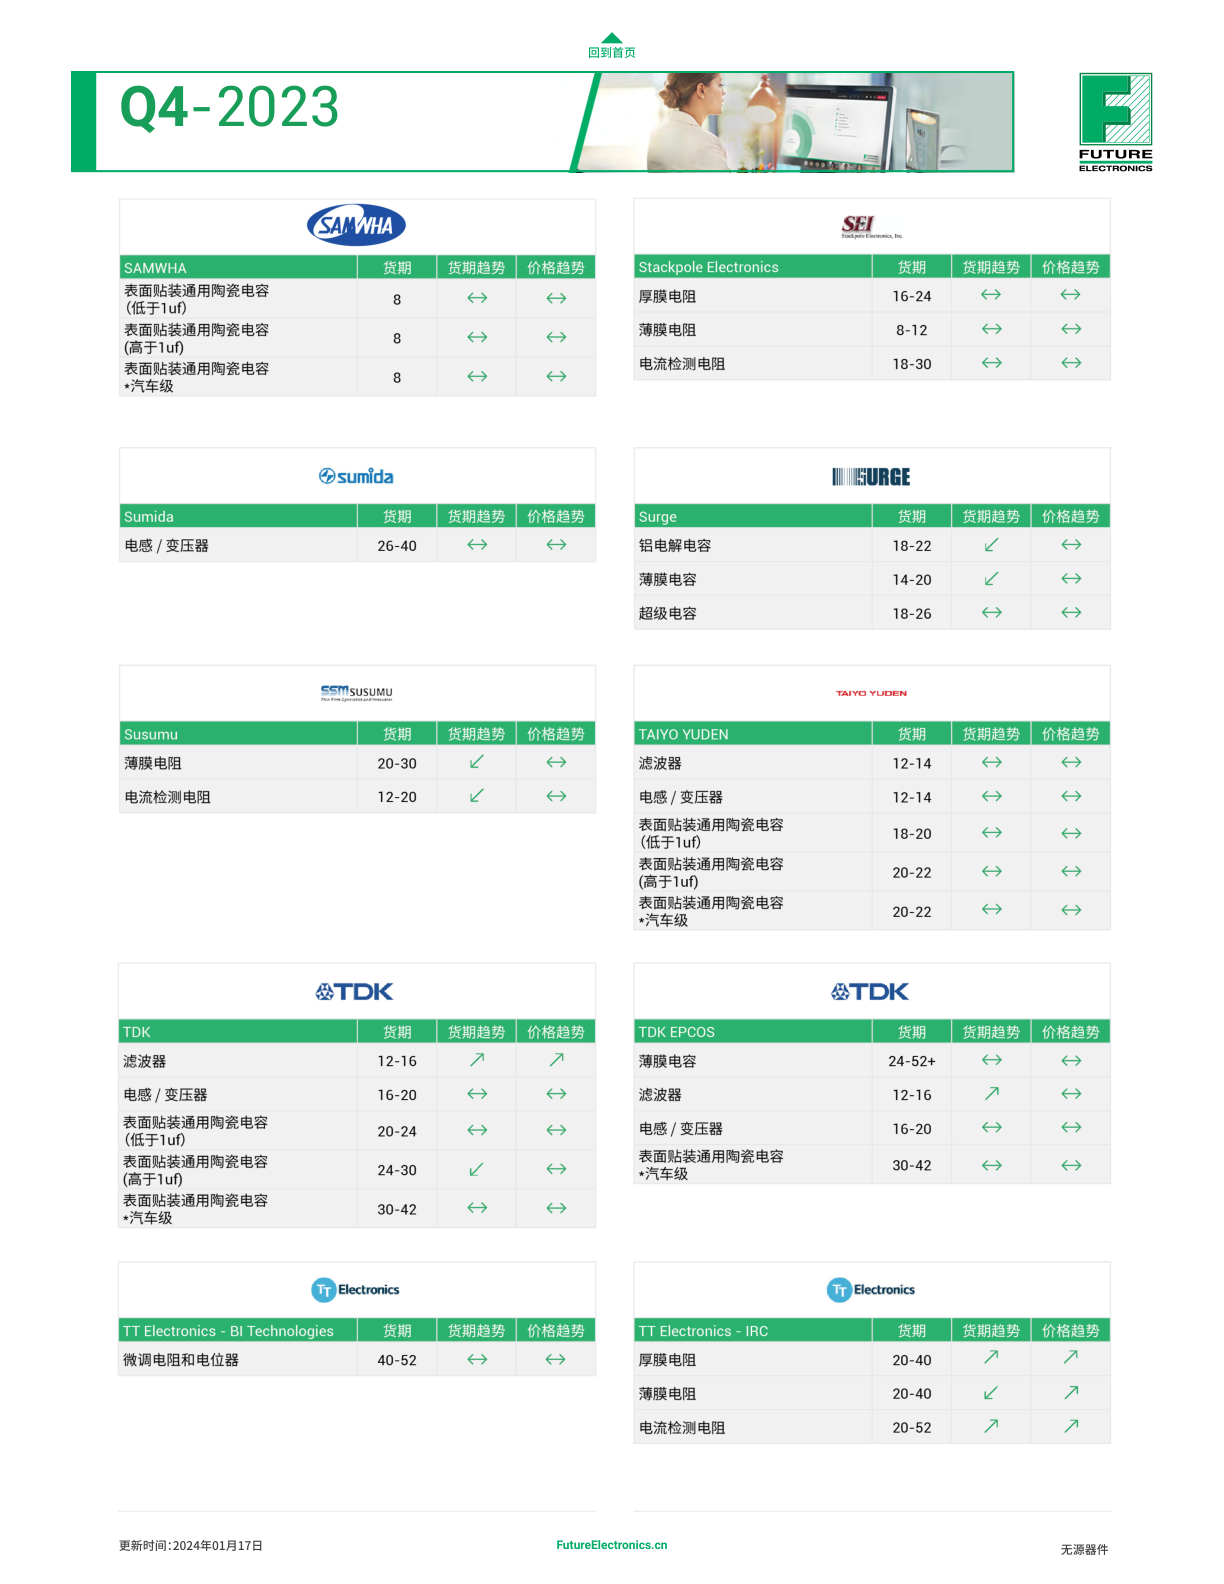 回到首页
Q4-2023
FUTURE
ELECTRONICS
SAMWHA
SAMWHA 货期 货期趋势 价格趋势
表面贴装通用陶瓷电容
(低于1uf) 8 ↔ ↔
表面贴装通用陶瓷电容
(高于1uf) 8 ↔ ↔
表面贴装通用陶瓷电容
*汽车级 8 ↔ ↔
SEI
Stackpole Electronics, Inc.
Stackpole Electronics 货期 货期趋势 价格趋势
厚膜电阻 16-24 ↔ ↔
薄膜电阻 8-12 ↔ ↔
电流检测电阻 18-30 ↔ ↔
sumida
Sumida 货期 货期趋势 价格趋势
电感 / 变压器 26-40 ↔ ↔
SURGE
Surge 货期 货期趋势 价格趋势
铝电解电容 18-22 ↙ ↔
薄膜电容 14-20 ↙ ↔
超级电容 18-26 ↔ ↔
SSM SUSUMU
Thin Film Specialist and Innovator
Susumu 货期 货期趋势 价格趋势
薄膜电阻 20-30 ↙ ↔
电流检测电阻 12-20 ↙ ↔
TAIYO YUDEN
TAIYO YUDEN 货期 货期趋势 价格趋势
滤波器 12-14 ↔ ↔
电感 / 变压器 12-14 ↔ ↔
表面贴装通用陶瓷电容
(低于1uf) 18-20 ↔ ↔
表面贴装通用陶瓷电容
(高于1uf) 20-22 ↔ ↔
表面贴装通用陶瓷电容
*汽车级 20-22 ↔ ↔
TDK
TDK 货期 货期趋势 价格趋势
滤波器 12-16 ↗ ↗
电感 / 变压器 16-20 ↔ ↔
表面贴装通用陶瓷电容
(低于1uf) 20-24 ↔ ↔
表面贴装通用陶瓷电容
(高于1uf) 24-30 ↙ ↔
表面贴装通用陶瓷电容
*汽车级 30-42 ↔ ↔
TDK
TDK EPCOS 货期 货期趋势 价格趋势
薄膜电容 24-52+ ↔ ↔
滤波器 12-16 ↗ ↔
电感 / 变压器 16-20 ↔ ↔
表面贴装通用陶瓷电容
*汽车级 30-42 ↔ ↔
TT Electronics
TT Electronics - BI Technologies 货期 货期趋势 价格趋势
微调电阻和电位器 40-52 ↔ ↔
TT Electronics
TT Electronics - IRC 货期 货期趋势 价格趋势
厚膜电阻 20-40 ↗ ↗
薄膜电阻 20-40 ↙ ↗
电流检测电阻 20-52 ↗ ↗
更新时间:2024年01月17日
FutureElectronics.cn
无源器件